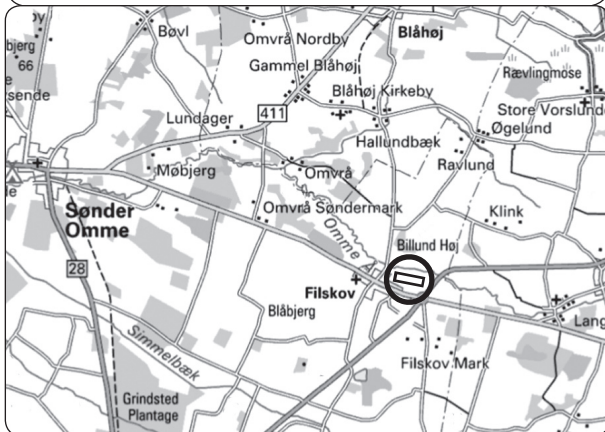 Bøvl
Omvrå Nordby
Blåhøj
bjerg
66
Gammel Blåhøj
Rævlingmose
sende
Blåhøj Kirkeby
411
Store Vorslund
Lundager
Øgelund
Hallundbæk
Møbjerg
Omvrå
Ravlund
Sønder
Omme
Omvrå Søndermark
Klink
Omme Å
Billund Høj
28
Filskov
Blåbjerg
Lang
Simmelbæk
Filskov Mark
Grindsted
Plantage